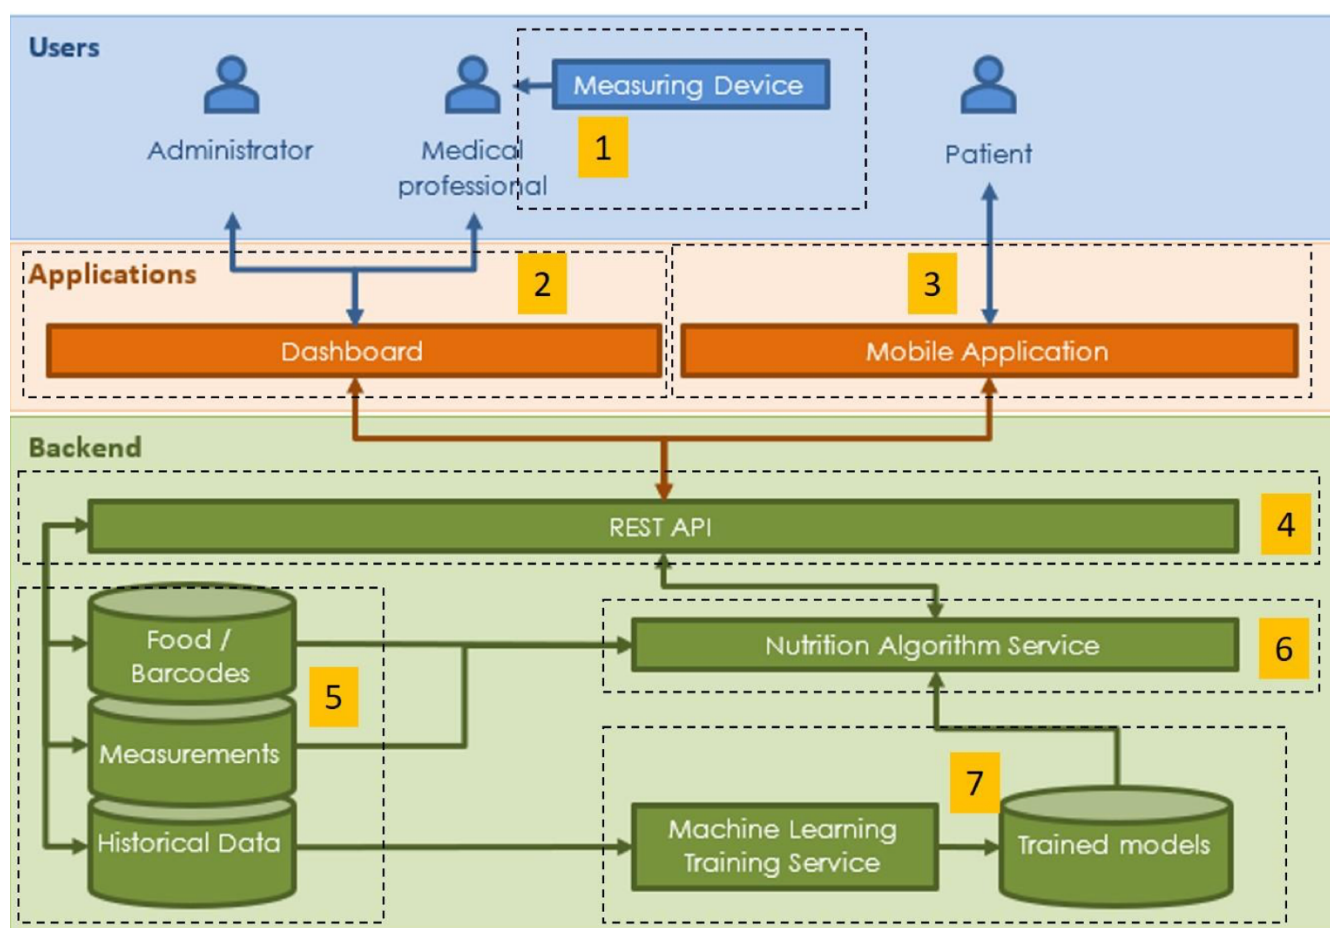 Users
Measuring Device
1
Administrator
Medical
professional
Patient
Applications
2
3
Dashboard
Mobile Application
Backend
REST API
4
Food /
Barcodes
5
Nutrition Algorithm Service
6
Measurements
7
Historical Data
Machine Learning
Training Service
Trained models